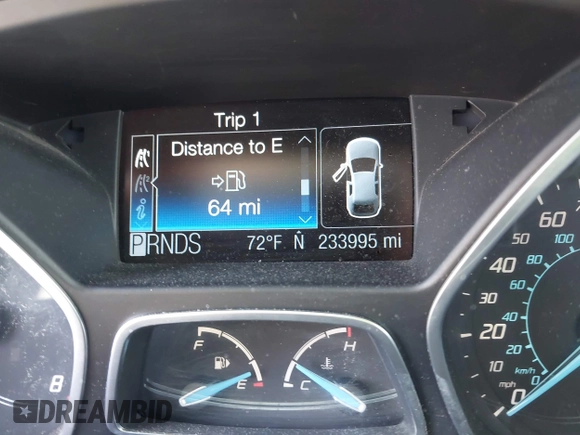 Trip 1
Distance to E
64 mi
PRNDS 72°F N̂ 233995 mi
F
E
H
C
8
60
50
40
30
20
10
0
mph
100
80
60
40
20
0
km/h
DREAMBID